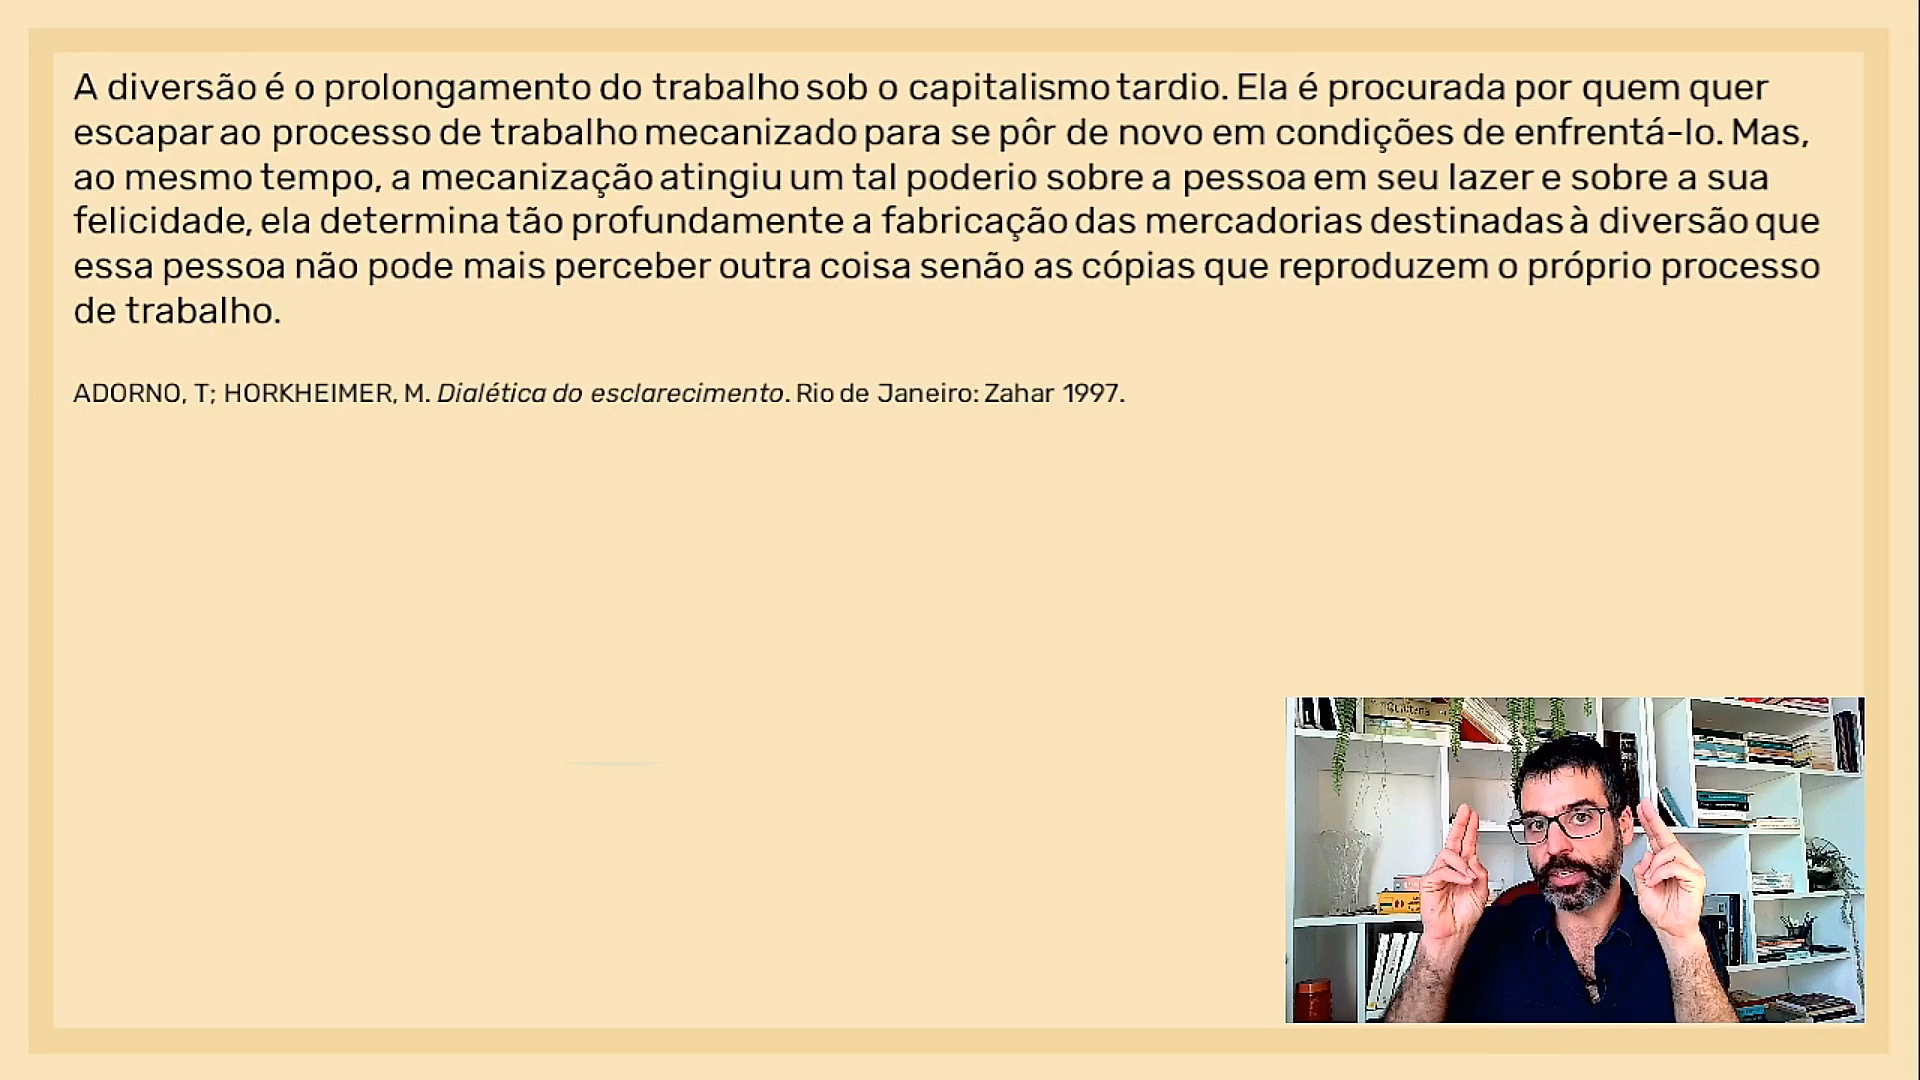 A diversão é o prolongamento do trabalho sob o capitalismo tardio. Ela é procurada por quem quer
escapar ao processo de trabalho mecanizado para se pôr de novo em condições de enfrentá-lo. Mas,
ao mesmo tempo, a mecanização atingiu um tal poderio sobre a pessoa em seu lazer e sobre a sua
felicidade, ela determina tão profundamente a fabricação das mercadorias destinadas à diversão que
essa pessoa não pode mais perceber outra coisa senão as cópias que reproduzem o próprio processo
de trabalho.
ADORNO, T; HORKHEIMER, M. Dialética do esclarecimento. Rio de Janeiro: Zahar 1997.